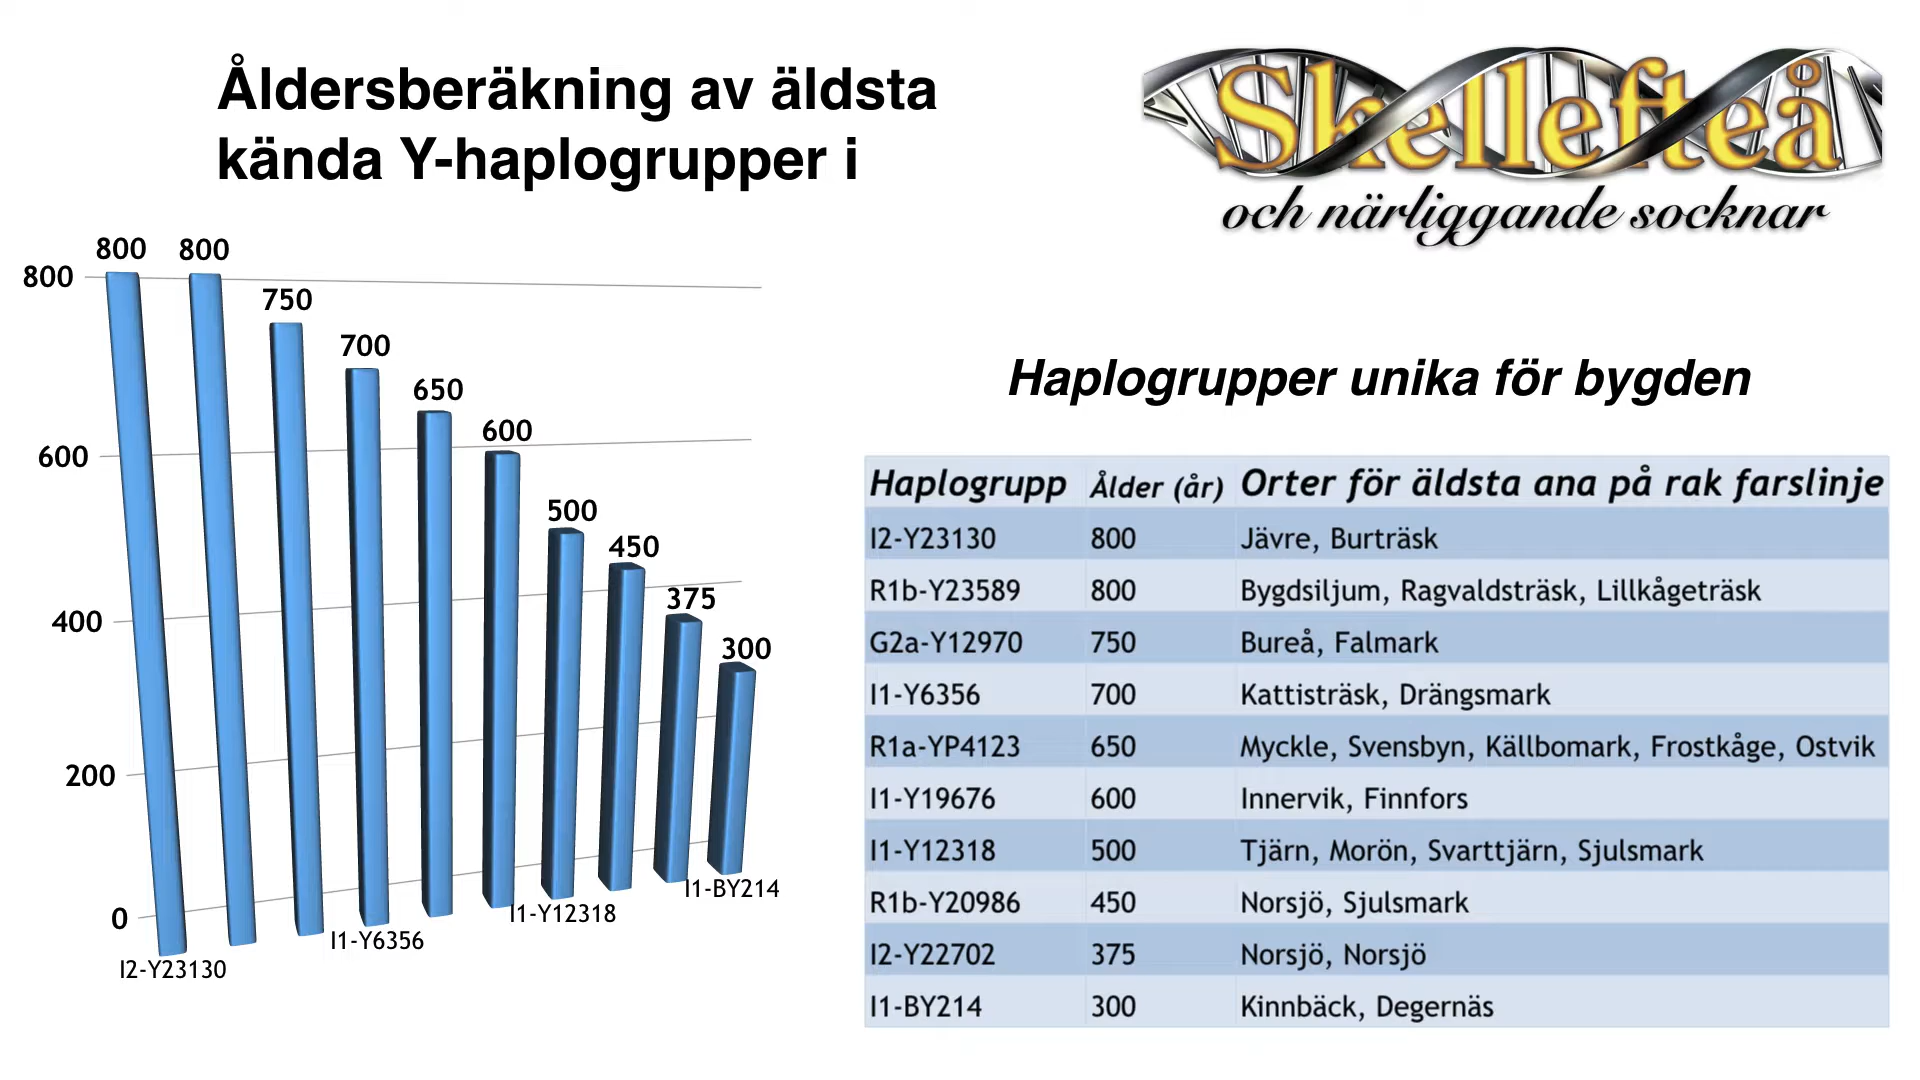 Åldersberäkning av äldsta
kända Y-haplogrupper i
Skellefteå
och närliggande socknar
800
600
400
200
0
800
800
750
700
650
600
500
450
375
300
I2-Y23130
I1-Y6356
I1-Y12318
I1-BY214
Haplogrupper unika för bygden
Haplogrupp Ålder (år) Orter för äldsta ana på rak farslinje
I2-Y23130 800 Jävre, Burträsk
R1b-Y23589 800 Bygdsiljum, Ragvaldsträsk, Lillkågeträsk
G2a-Y12970 750 Bureå, Falmark
I1-Y6356 700 Kattisträsk, Drängsmark
R1a-YP4123 650 Myckle, Svensbyn, Källbomark, Frostkåge, Ostvik
I1-Y19676 600 Innervik, Finnfors
I1-Y12318 500 Tjärn, Morön, Svarttjärn, Sjulsmark
R1b-Y20986 450 Norsjö, Sjulsmark
I2-Y22702 375 Norsjö, Norsjö
I1-BY214 300 Kinnbäck, Degernäs